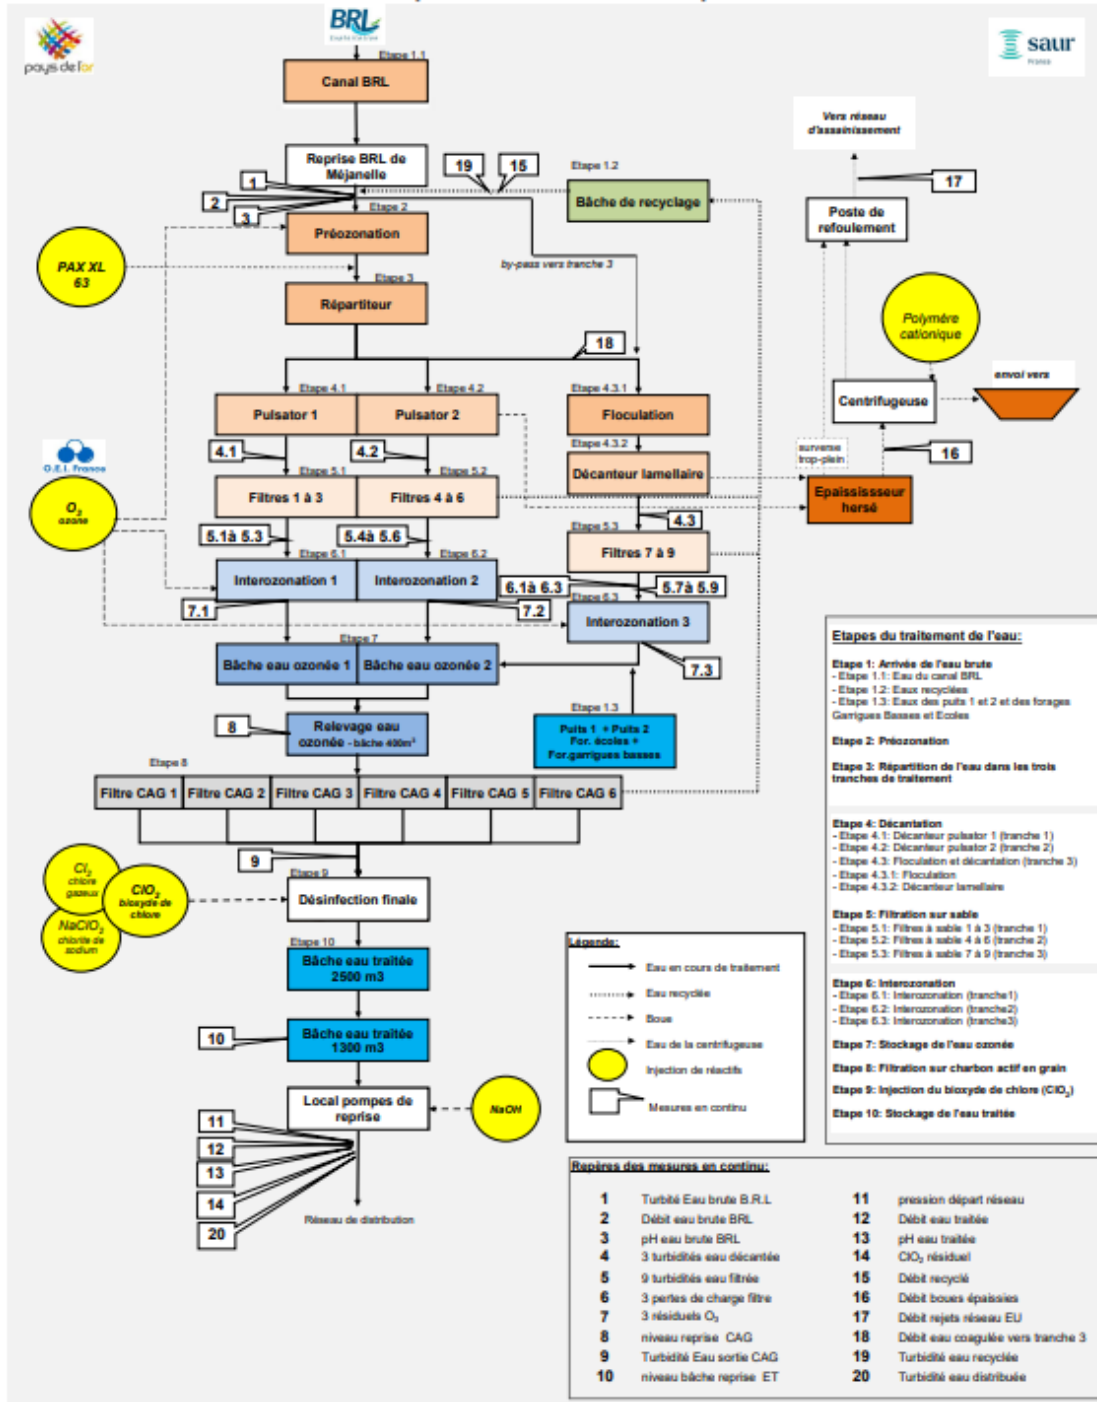 BRL
Exploitation
pays de l'or
saur
France
Etape 1.1
Canal BRL
Vers réseau
d'assainissement
Reprise BRL de
Méjanelle
19
15
Etape 1.2
1
17
2
Bâche de recyclage
3
Etape 2
Poste de
refoulement
Préozonation
PAX XL
63
by-pass vers tranche 3
Etape 3
Répartiteur
Polymére
cationique
18
Etape 4.1
Etape 4.2
Etape 4.3.1
envoi vers
Pulsator 1
Pulsator 2
Floculation
Centrifugeuse
4.1
4.2
Etape 4.3.2
surverse
trop-plein
16
O.E.I. France
Etape 5.1
Etape 5.2
Décanteur lamellaire
O3
ozone
Filtres 1 à 3
Filtres 4 à 6
Epaississseur
hersé
4.3
5.1à 5.3
5.4à 5.6
Etape 5.3
Filtres 7 à 9
Etape 6.1
Etape 6.2
Interozonation 1
Interozonation 2
6.1à 6.3
5.7à 5.9
7.1
7.2
Etape 6.3
Interozonation 3
Etape 7
Bâche eau ozonée 1
Bâche eau ozonée 2
7.3
Etape 1.3
8
Relevage eau
ozonée - bâche 400m3
Puits 1 + Puits 2
For. écoles +
For.garrigues basses
Etape 8
Filtre CAG 1
Filtre CAG 2
Filtre CAG 3
Filtre CAG 4
Filtre CAG 5
Filtre CAG 6
9
Cl2
chlore
gazeux
ClO2
bioxyde de
chlore
NaClO2
chlorite de
sodium
Etape 9
Désinfection finale
Etape 10
Bâche eau traitée
2500 m3
10
Bâche eau traitée
1300 m3
Local pompes de
reprise
NaOH
11
12
13
14
20
Réseau de distribution
Etapes du traitement de l'eau:
Etape 1: Arrivée de l'eau brute
- Etape 1.1: Eau du canal BRL
- Etape 1.2: Eaux recyclées
- Etape 1.3: Eaux des puits 1 et 2 et des forages
Garrigues Basses et Ecoles
Etape 2: Préozonation
Etape 3: Répartition de l'eau dans les trois
tranches de traitement
Etape 4: Décantation
- Etape 4.1: Décanteur pulsator 1 (tranche 1)
- Etape 4.2: Décanteur pulsator 2 (tranche 2)
- Etape 4.3: Floculation et décantation (tranche 3)
- Etape 4.3.1: Floculation
- Etape 4.3.2: Décanteur lamellaire
Etape 5: Filtration sur sable
- Etape 5.1: Filtres à sable 1 à 3 (tranche 1)
- Etape 5.2: Filtres à sable 4 à 6 (tranche 2)
- Etape 5.3: Filtres à sable 7 à 9 (tranche 3)
Etape 6: Interozonation
- Etape 6.1: Interozonation (tranche1)
- Etape 6.2: Interozonation (tranche2)
- Etape 6.3: Interozonation (tranche3)
Etape 7: Stockage de l'eau ozonée
Etape 8: Filtration sur charbon actif en grain
Etape 9: Injection du bioxyde de chlore (ClO2)
Etape 10: Stockage de l'eau traitée
Légende:
Eau en cours de traitement
Eau recyclée
Boue
Eau de la centrifugeuse
Injection de réactifs
Mesures en continu
Repères des mesures en continu:
1 Turbité Eau brute B.R.L
2 Débit eau brute BRL
3 pH eau brute BRL
4 3 turbidités eau décantée
5 9 turbidités eau filtrée
6 3 pertes de charge filtre
7 3 résiduels O3
8 niveau reprise CAG
9 Turbidité Eau sortie CAG
10 niveau bâche reprise ET
11 pression départ réseau
12 Débit eau traitée
13 pH eau traitée
14 ClO2 résiduel
15 Débit recyclé
16 Débit boues épaissies
17 Débit rejets réseau EU
18 Débit eau coagulée vers tranche 3
19 Turbidité eau recyclée
20 Turbidité eau distribuée